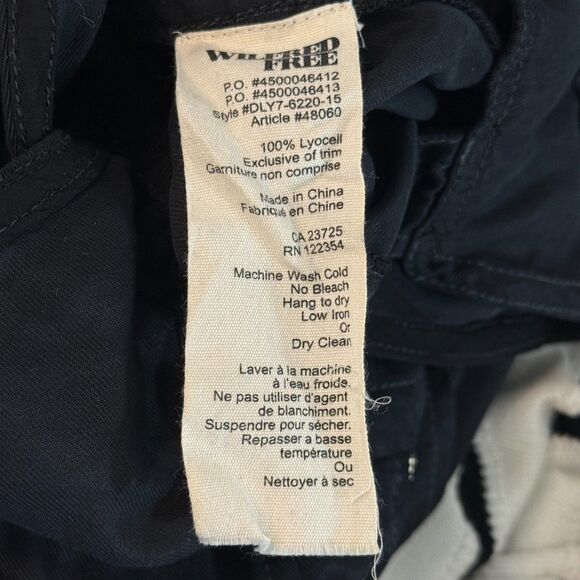 WILFRED
FREE
P.O. #4500046412
P.O. #4500046413
Style #DLY7-6220-15
Article #48060
100% Lyocell
Exclusive of trim
Garniture non comprise
Made in China
Fabriqué en Chine
CA 23725
RN 122354
Machine Wash Cold
No Bleach
Hang to dry
Low Iron
Or
Dry Clean
Laver à la machine
à l'eau froide.
Ne pas utiliser d'agent
de blanchiment.
Suspendre pour sécher.
Repasser a basse
température
Ou
Nettoyer à sec